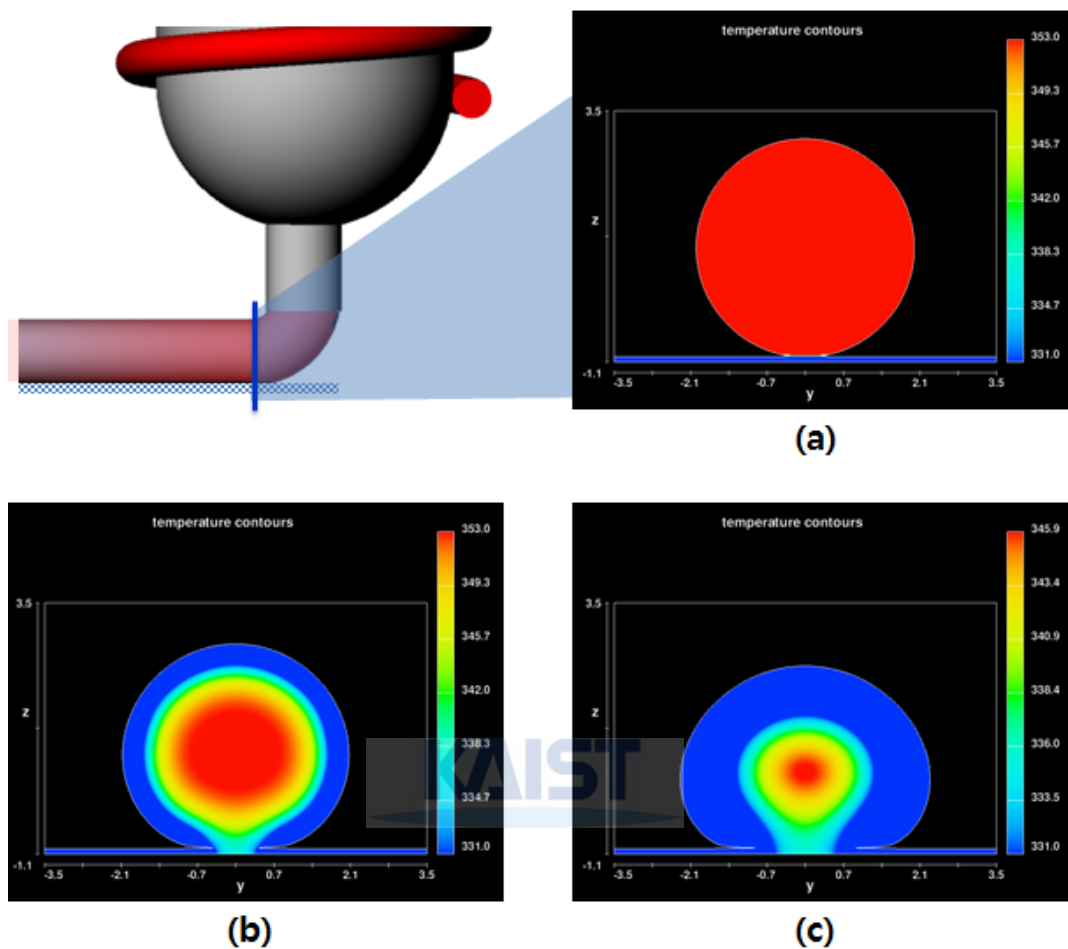 temperature contours
353.0
349.3
345.7
342.0
338.3
334.7
331.0
3.5
z
-1.1
-3.5 -2.1 -0.7 0.7 2.1 3.5
y
(a)
temperature contours
353.0
349.3
345.7
342.0
338.3
334.7
331.0
3.5
z
-1.1
-3.5 -2.1 -0.7 0.7 2.1 3.5
y
(b)
temperature contours
345.9
343.4
340.9
338.4
336.0
333.5
331.0
3.5
z
-1.1
-3.5 -2.1 -0.7 0.7 2.1 3.5
y
(c)
KAIST